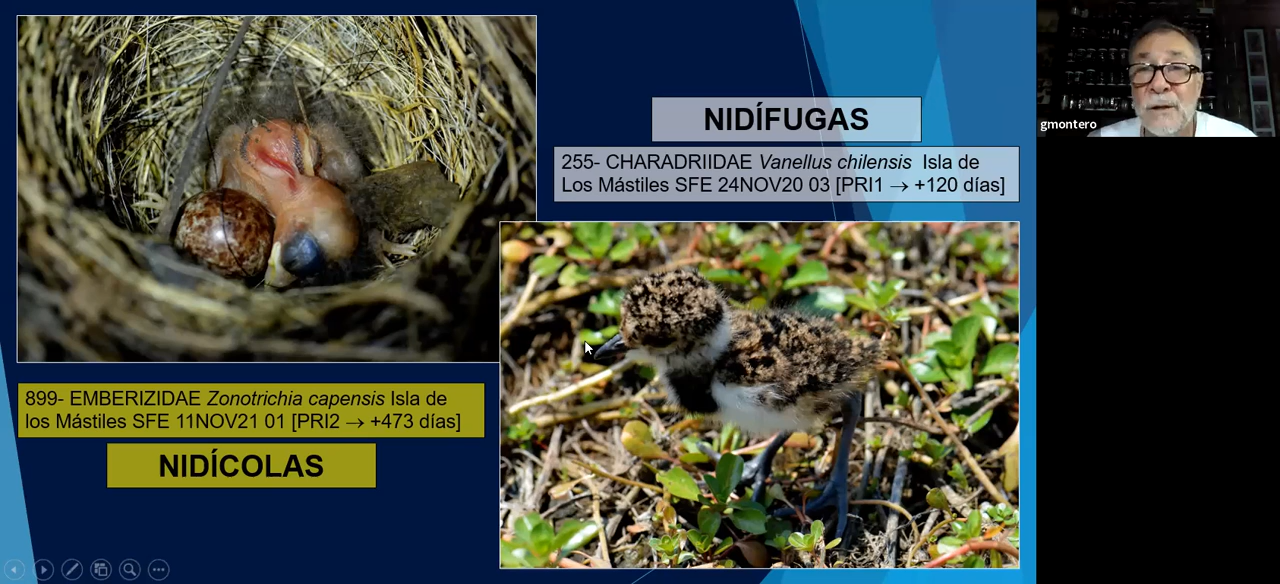 NIDÍFUGAS
255- CHARADRIIDAE Vanellus chilensis Isla de
Los Mástiles SFE 24NOV20 03 [PRI1 → +120 días]
gmontero
899- EMBERIZIDAE Zonotrichia capensis Isla de
los Mástiles SFE 11NOV21 01 [PRI2 → +473 días]
NIDÍCOLAS